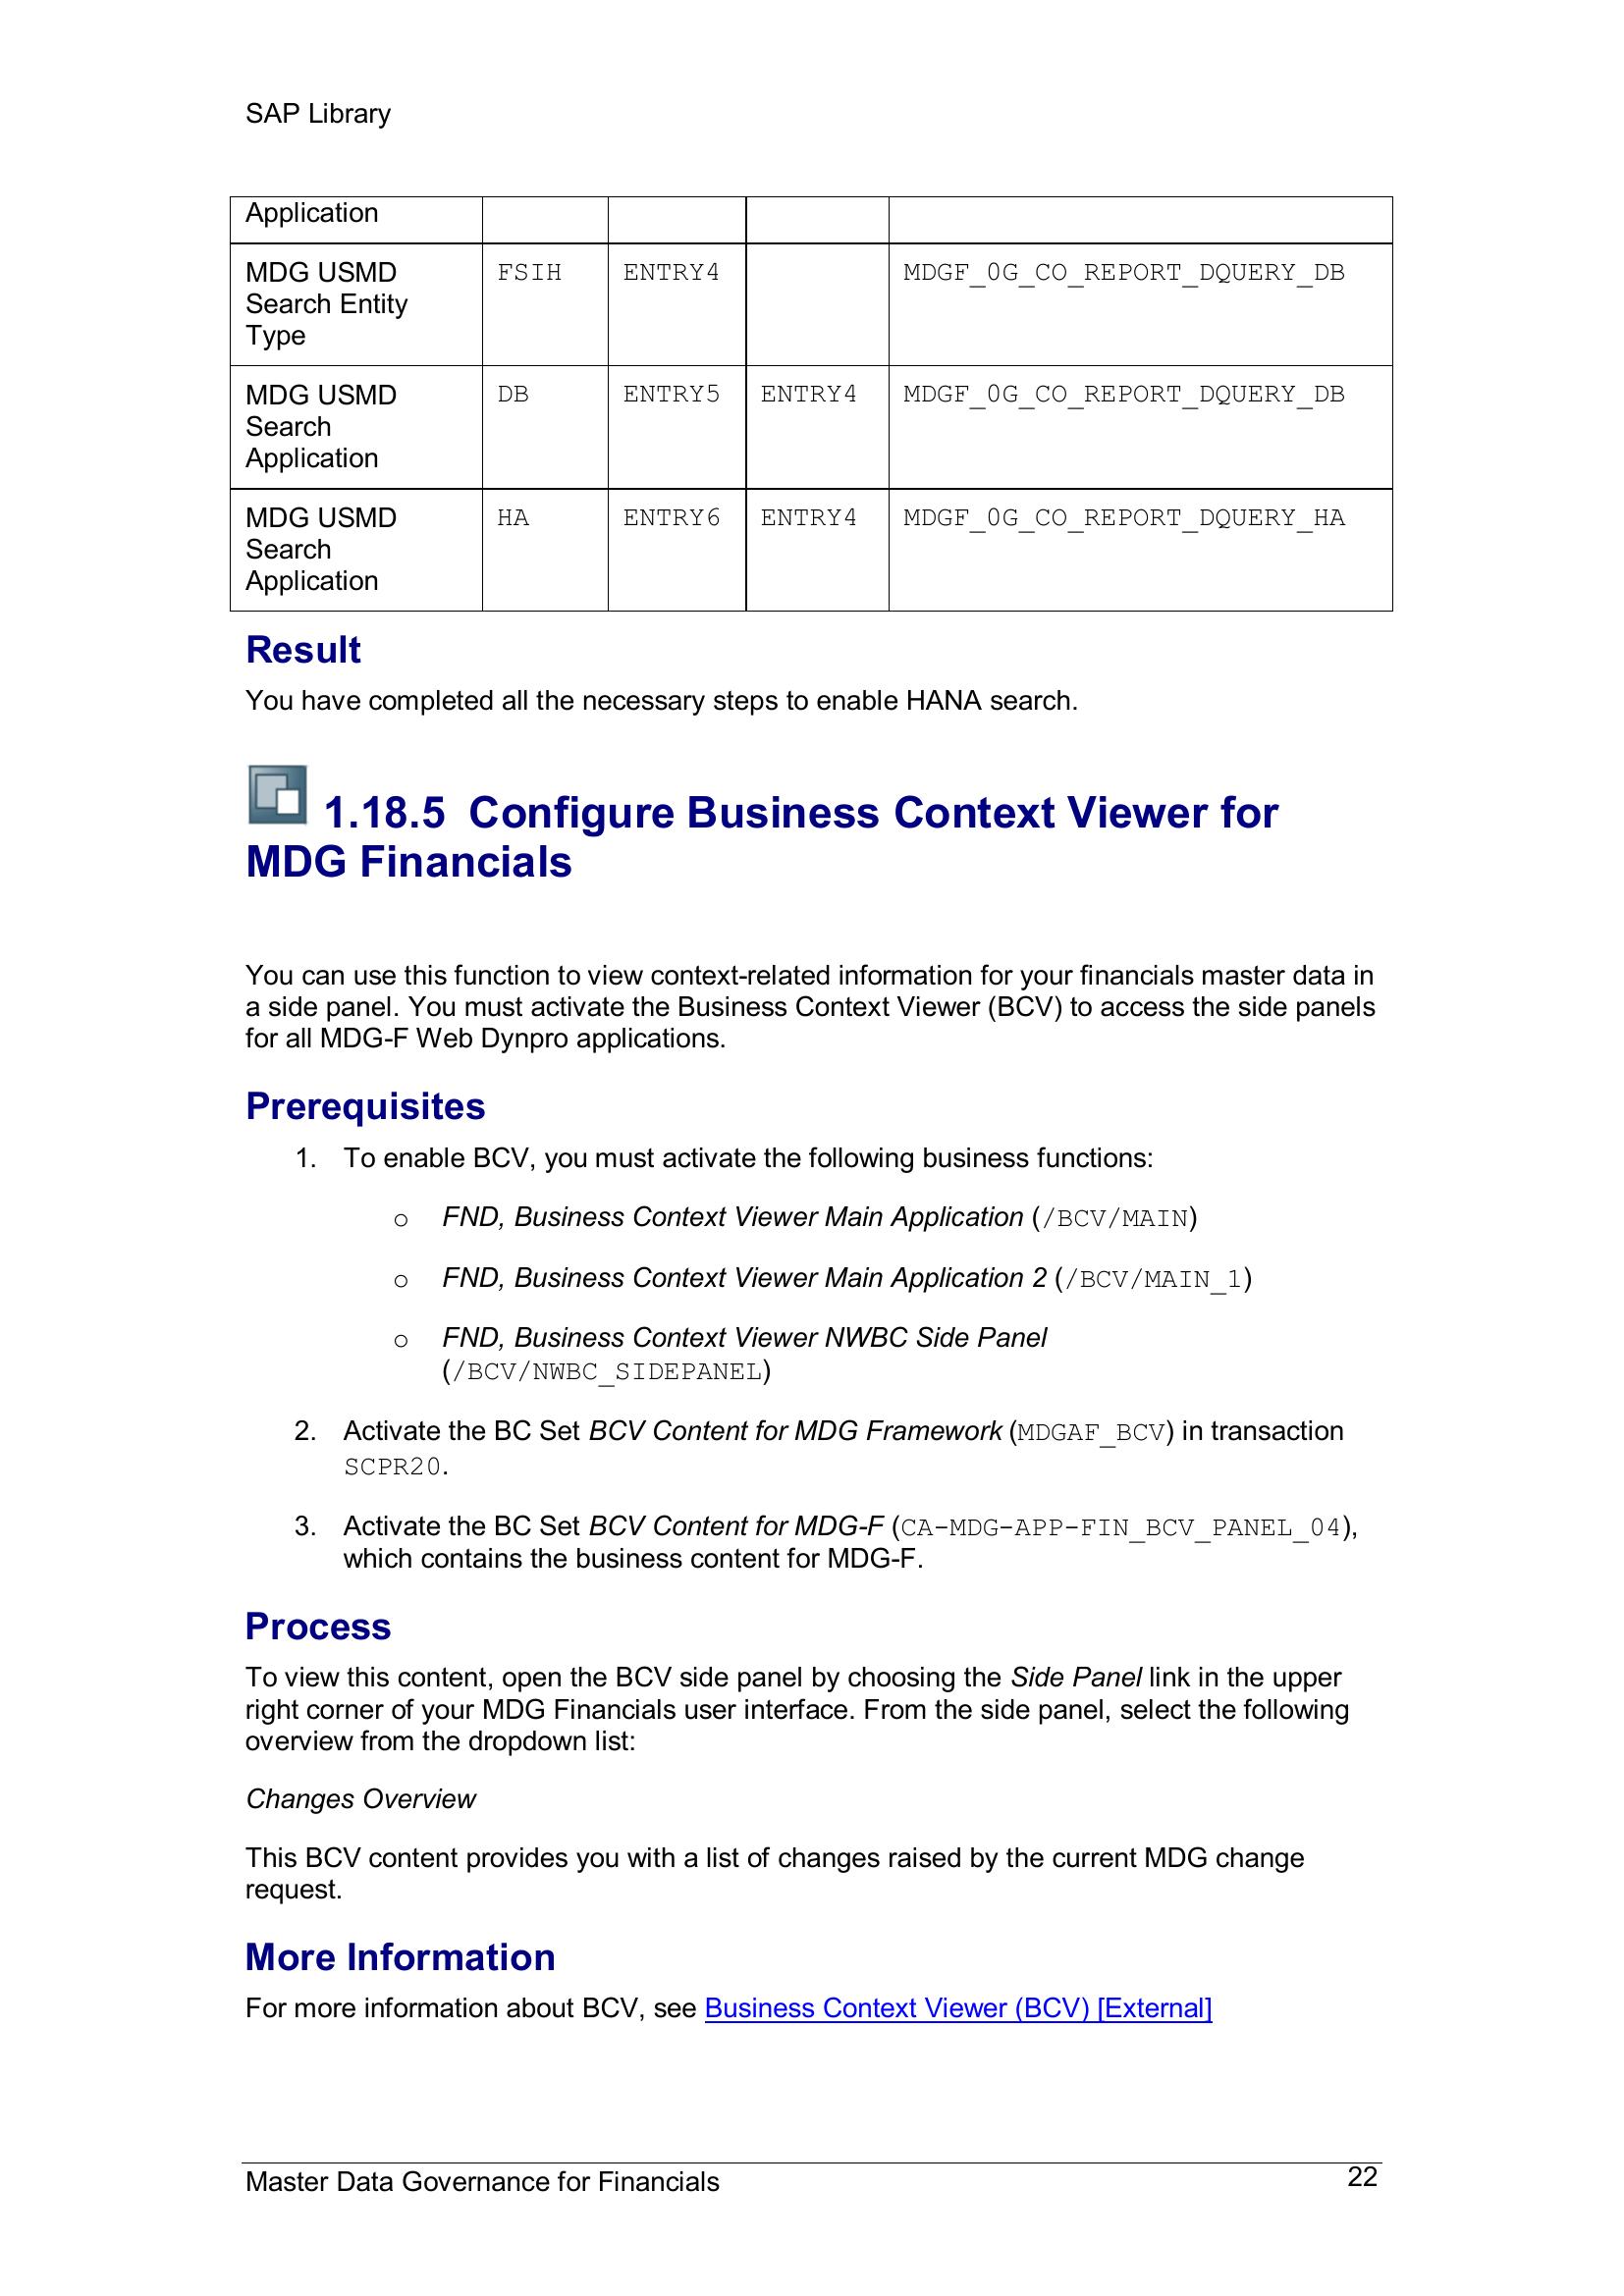 SAP Library
Application
MDG USMD
Search Entity
Type
FSIH
ENTRY4
MDGF_0G_CO_REPORT_DQUERY_DB
MDG USMD
Search
Application
DB
ENTRY5
ENTRY4
MDGF_0G_CO_REPORT_DQUERY_DB
MDG USMD
Search
Application
HA
ENTRY6
ENTRY4
MDGF_0G_CO_REPORT_DQUERY_HA
Result
You have completed all the necessary steps to enable HANA search.
1.18.5 Configure Business Context Viewer for
MDG Financials
You can use this function to view context-related information for your financials master data in
a side panel. You must activate the Business Context Viewer (BCV) to access the side panels
for all MDG-F Web Dynpro applications.
Prerequisites
1. To enable BCV, you must activate the following business functions:
o FND, Business Context Viewer Main Application (/BCV/MAIN)
o FND, Business Context Viewer Main Application 2 (/BCV/MAIN_1)
o FND, Business Context Viewer NWBC Side Panel
(/BCV/NWBC_SIDEPANEL)
2. Activate the BC Set BCV Content for MDG Framework (MDGAF_BCV) in transaction
SCPR20.
3. Activate the BC Set BCV Content for MDG-F (CA-MDG-APP-FIN_BCV_PANEL_04),
which contains the business content for MDG-F.
Process
To view this content, open the BCV side panel by choosing the Side Panel link in the upper
right corner of your MDG Financials user interface. From the side panel, select the following
overview from the dropdown list:
Changes Overview
This BCV content provides you with a list of changes raised by the current MDG change
request.
More Information
For more information about BCV, see Business Context Viewer (BCV) [External]
Master Data Governance for Financials
22